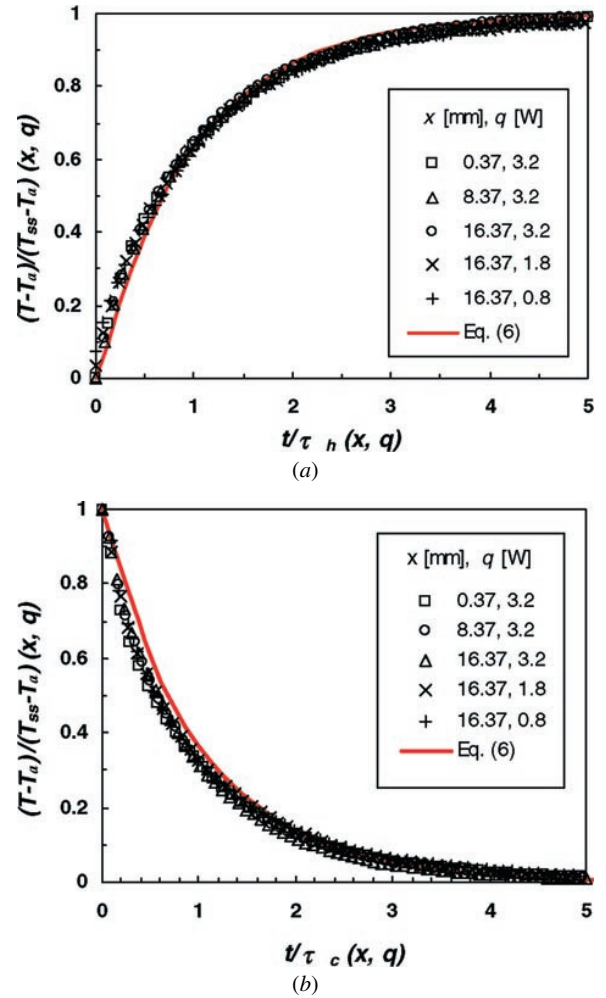 1
0.8
0.6
0.4
0.2
0
(T-Ta)/(Tss-Ta) (x, q)
x [mm], q [W]
0.37, 3.2
8.37, 3.2
16.37, 3.2
16.37, 1.8
16.37, 0.8
Eq. (6)
0 1 2 3 4 5
t/τ h (x, q)
(a)
1
0.8
0.6
0.4
0.2
0
(T-Ta)/(Tss-Ta) (x, q)
x [mm], q [W]
0.37, 3.2
8.37, 3.2
16.37, 3.2
16.37, 1.8
16.37, 0.8
Eq. (6)
0 1 2 3 4 5
t/τ c (x, q)
(b)